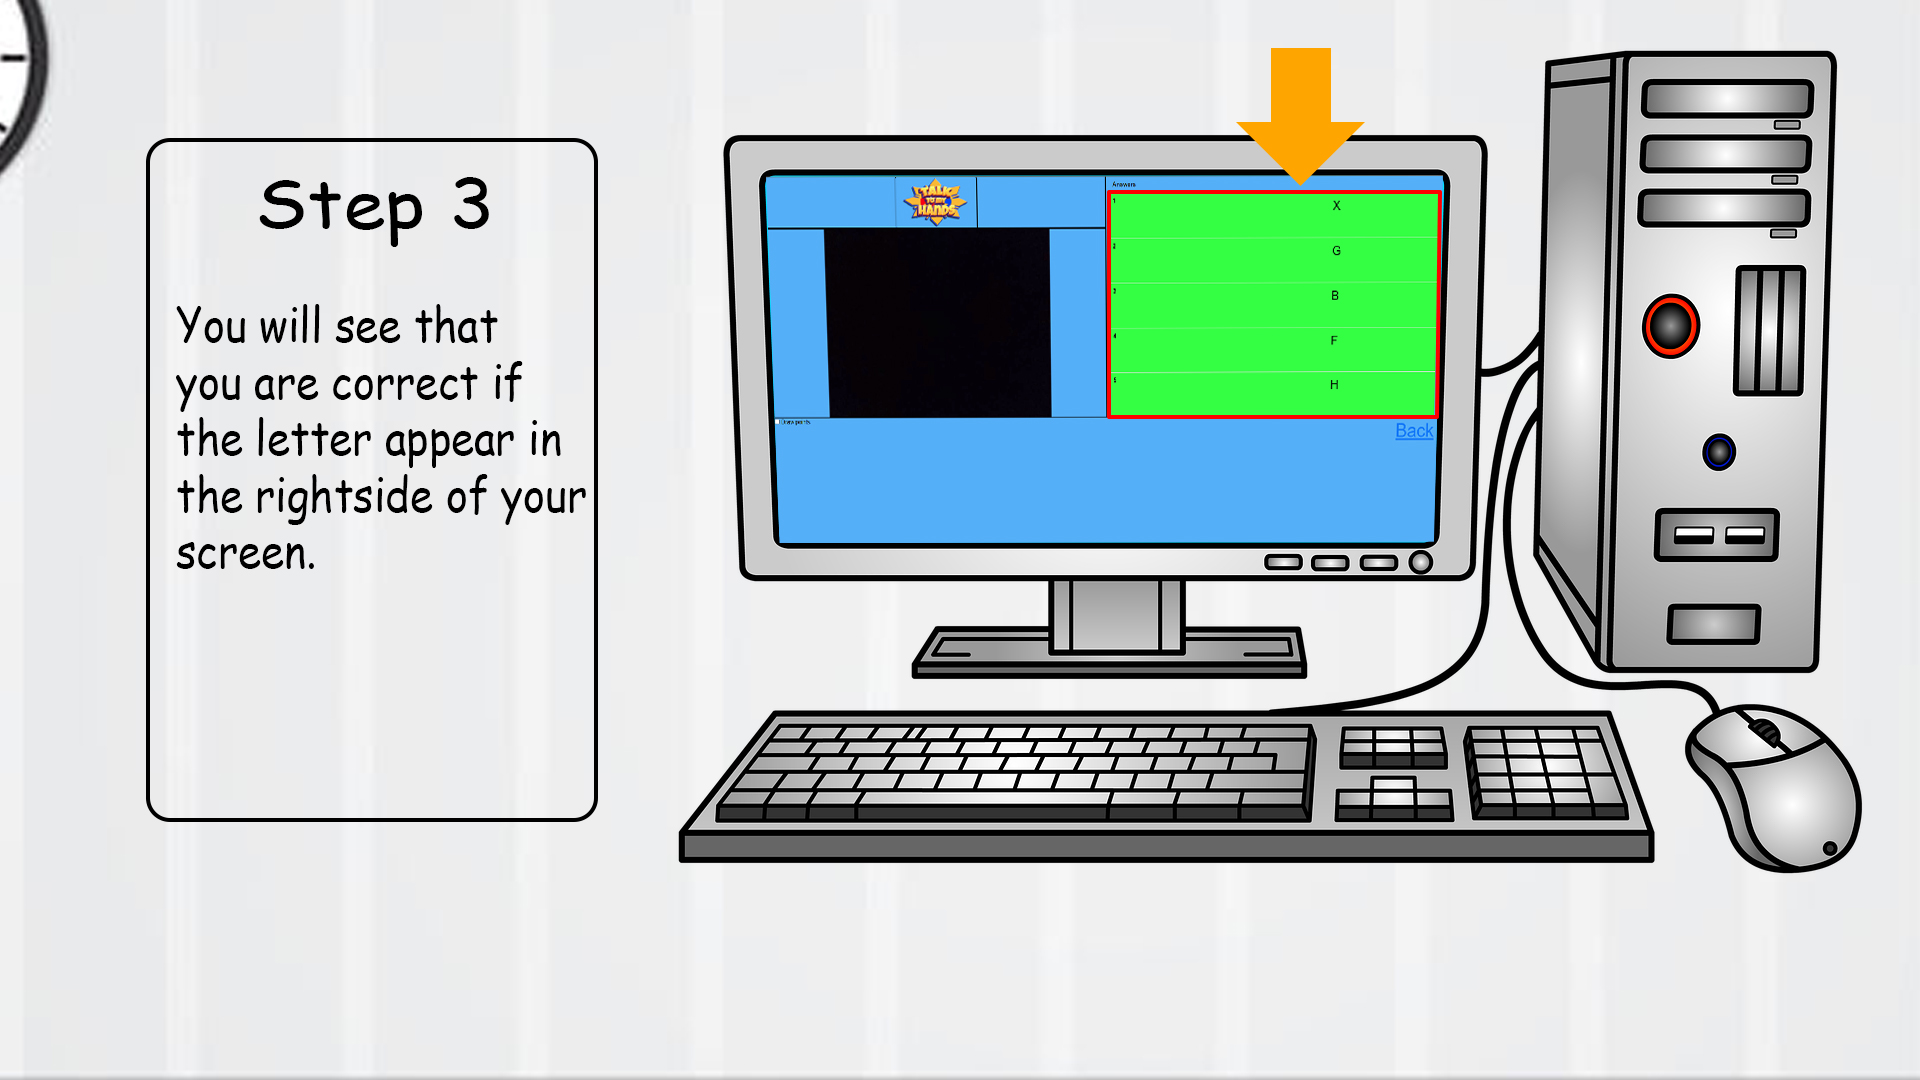 Step 3
You will see that
you are correct if
the letter appear in
the rightside of your
screen.
TALK
TO MY
HANDS
Answers
1 X
2 G
3 B
4 F
5 H
Back